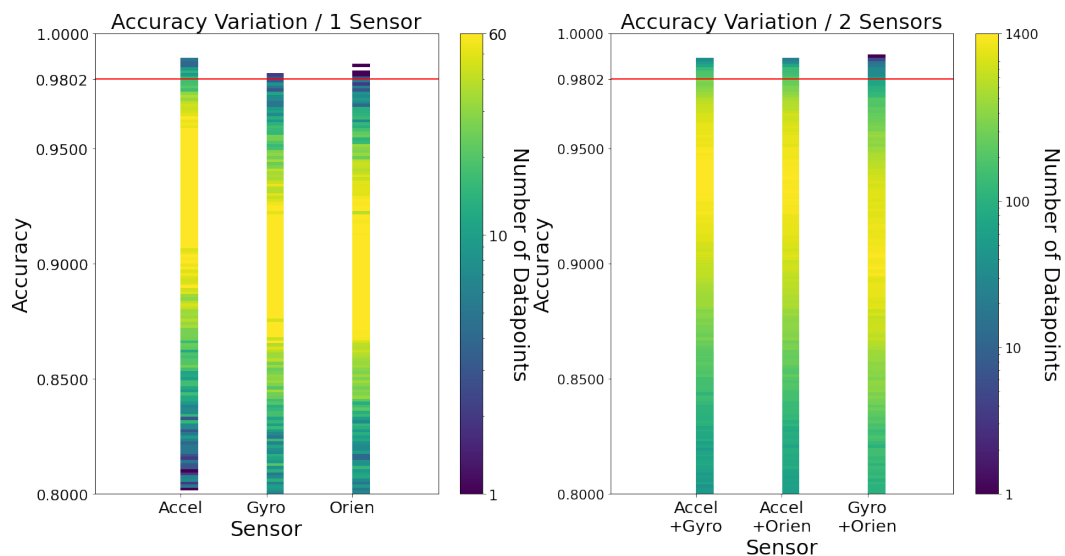 Accuracy Variation / 1 Sensor
1.0000
0.9802
0.9500
0.9000
0.8500
0.8000
Accuracy
Accel
Gyro
Orien
Sensor
60
10
1
Number of Datapoints
Accuracy Variation / 2 Sensors
1.0000
0.9802
0.9500
0.9000
0.8500
0.8000
Accuracy
Accel
+Gyro
Accel
+Orien
Gyro
+Orien
Sensor
1400
100
10
1
Number of Datapoints